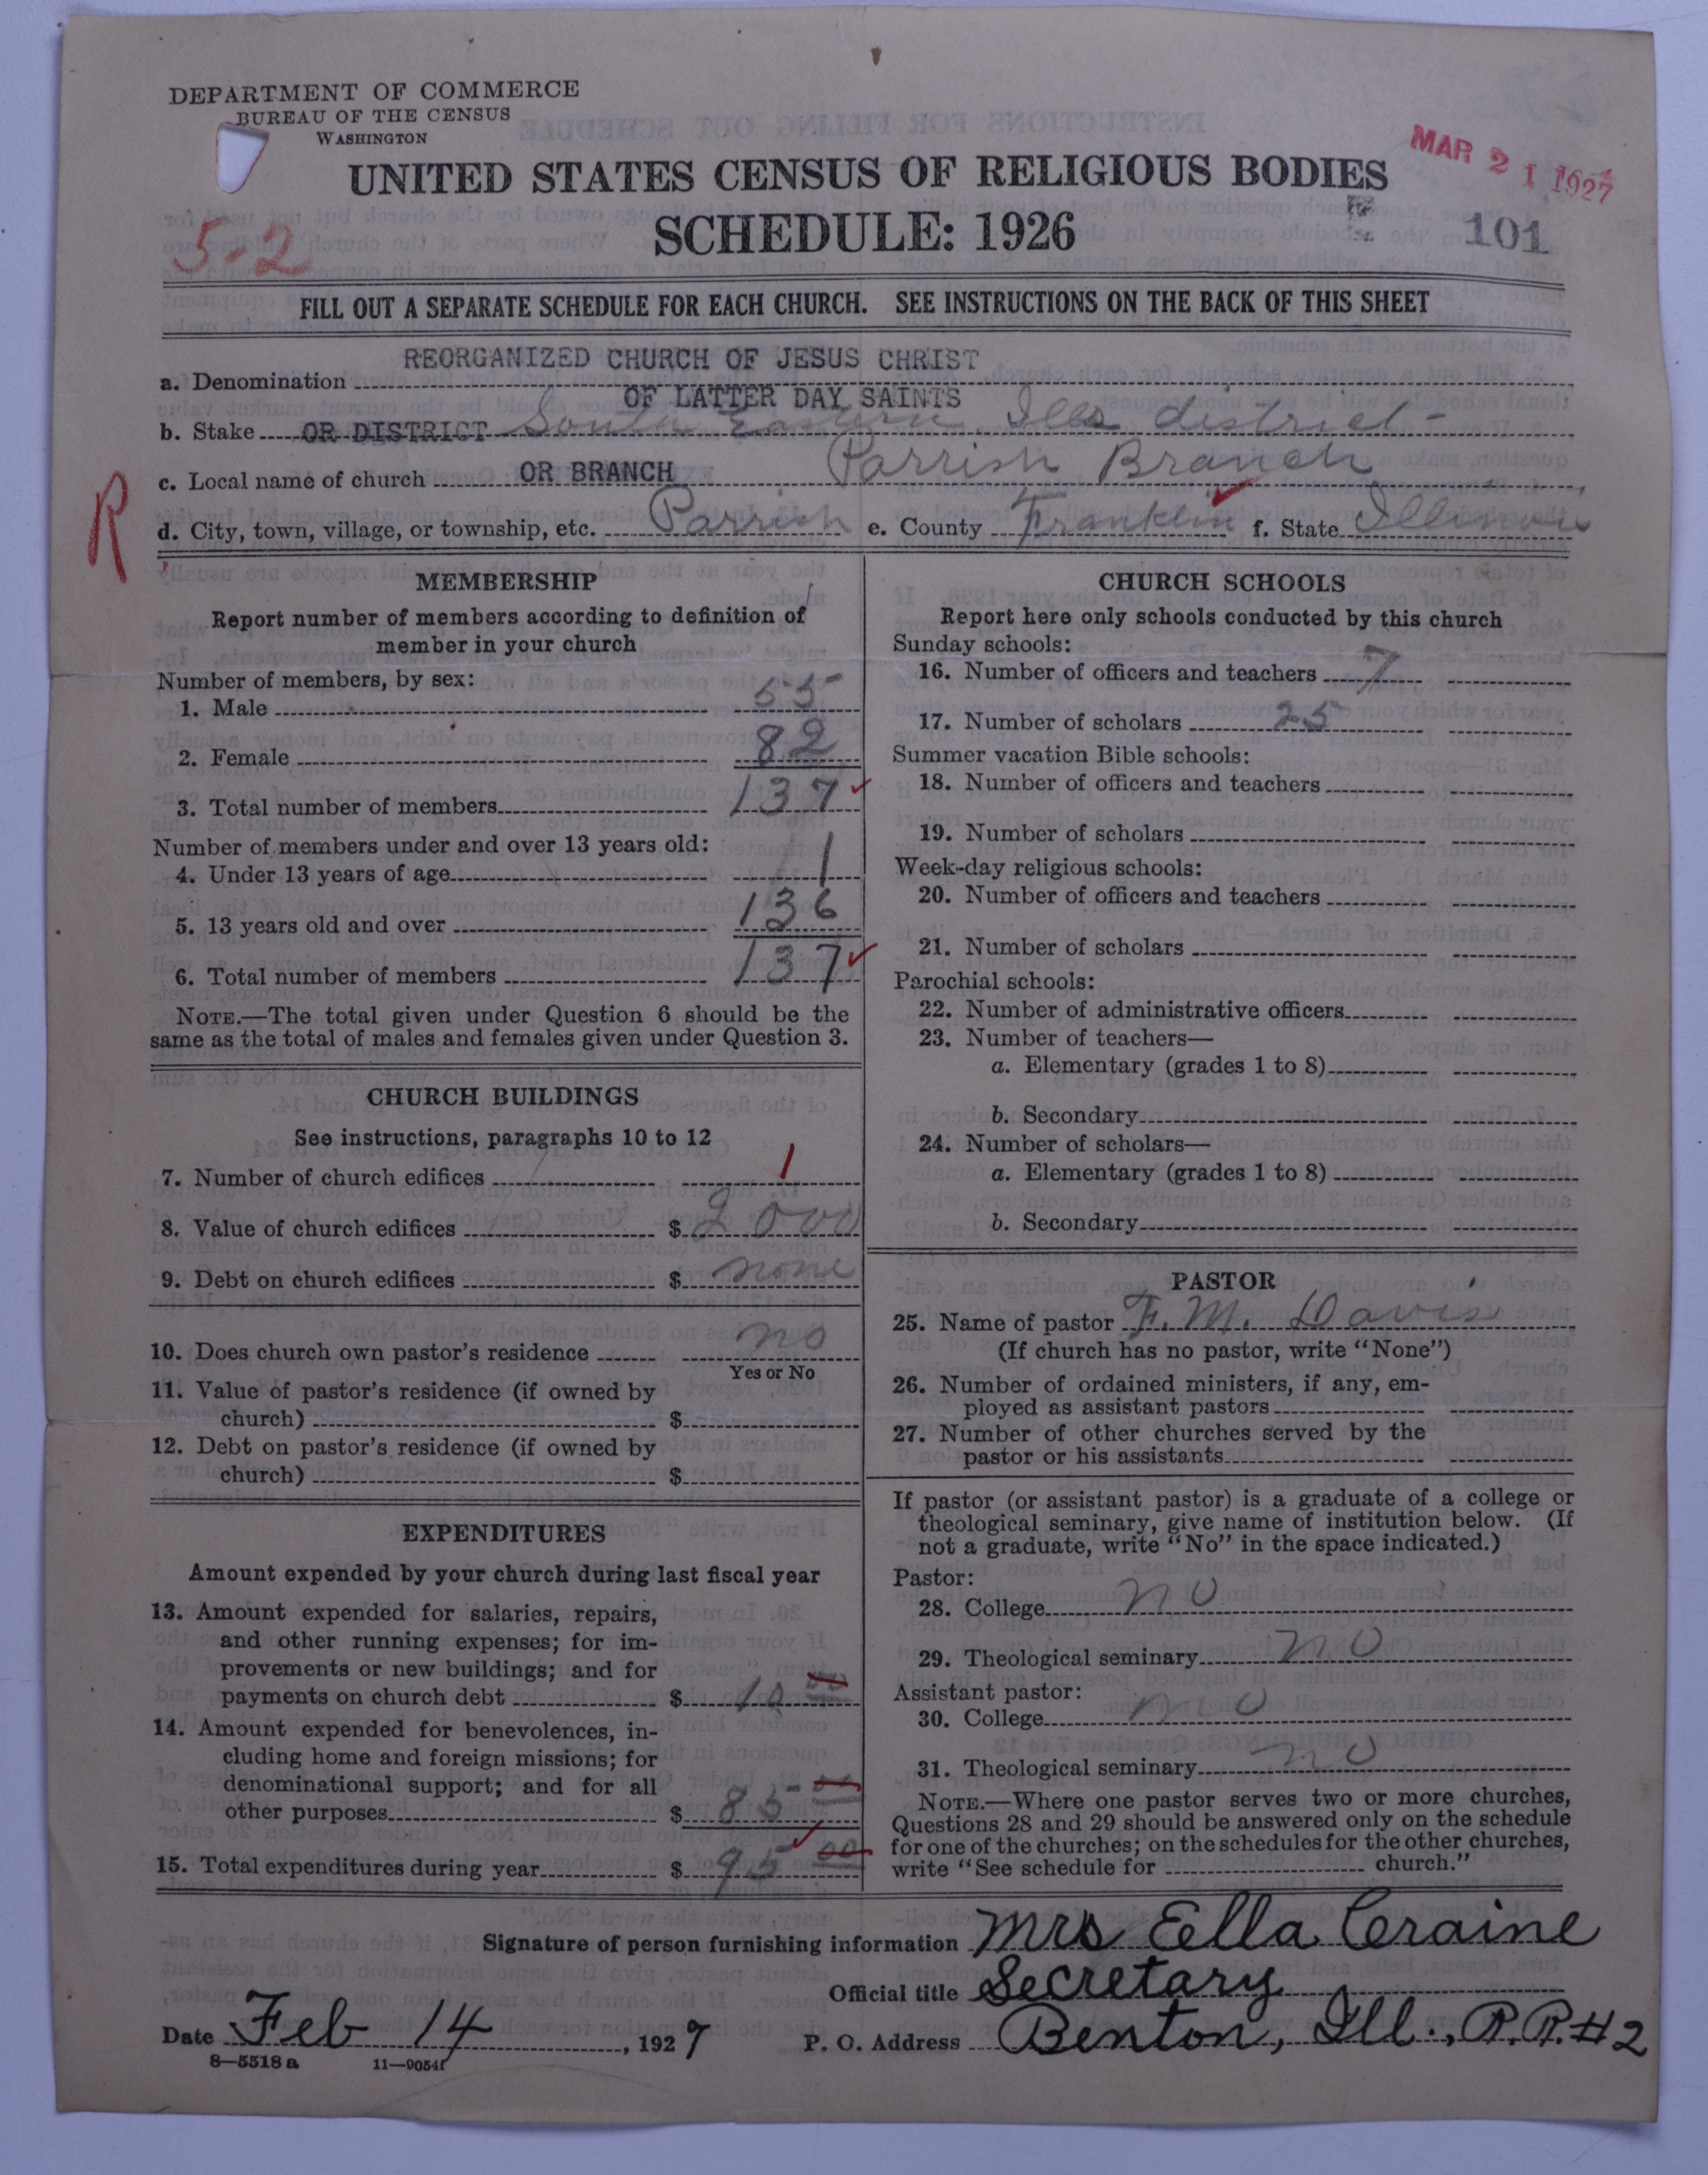 DEPARTMENT OF COMMERCE
BUREAU OF THE CENSUS
WASHINGTON
MAR 21 1927
UNITED STATES CENSUS OF RELIGIOUS BODIES
SCHEDULE: 1926
101
5-2
FILL OUT A SEPARATE SCHEDULE FOR EACH CHURCH. SEE INSTRUCTIONS ON THE BACK OF THIS SHEET
REORGANIZED CHURCH OF JESUS CHRIST
a. Denomination
OF LATTER DAY SAINTS
b. Stake OR DISTRICT South Eastern Ills district-
c. Local name of church OR BRANCH Parrish Branch
R
d. City, town, village, or township, etc. Parrish e. County Franklin f. State Illinois
MEMBERSHIP
Report number of members according to definition of
member in your church
Number of members, by sex:
1. Male 55
2. Female 82
3. Total number of members 137
Number of members under and over 13 years old:
4. Under 13 years of age 1
5. 13 years old and over 136
6. Total number of members 137
NOTE.—The total given under Question 6 should be the
same as the total of males and females given under Question 3.
CHURCH BUILDINGS
See instructions, paragraphs 10 to 12
7. Number of church edifices 1
8. Value of church edifices $ 2,000
9. Debt on church edifices $ none
10. Does church own pastor's residence no
Yes or No
11. Value of pastor's residence (if owned by
church) $
12. Debt on pastor's residence (if owned by
church) $
EXPENDITURES
Amount expended by your church during last fiscal year
13. Amount expended for salaries, repairs,
and other running expenses; for im-
provements or new buildings; and for
payments on church debt $ 10 00
14. Amount expended for benevolences, in-
cluding home and foreign missions; for
denominational support; and for all
other purposes $ 85 00
15. Total expenditures during year $ 95 00
CHURCH SCHOOLS
Report here only schools conducted by this church
Sunday schools:
16. Number of officers and teachers 7
17. Number of scholars 25
Summer vacation Bible schools:
18. Number of officers and teachers
19. Number of scholars
Week-day religious schools:
20. Number of officers and teachers
21. Number of scholars
Parochial schools:
22. Number of administrative officers
23. Number of teachers—
a. Elementary (grades 1 to 8)
b. Secondary
24. Number of scholars—
a. Elementary (grades 1 to 8)
b. Secondary
PASTOR
25. Name of pastor F. M. Davis
(If church has no pastor, write "None")
26. Number of ordained ministers, if any, em-
ployed as assistant pastors
27. Number of other churches served by the
pastor or his assistants
If pastor (or assistant pastor) is a graduate of a college or
theological seminary, give name of institution below. (If
not a graduate, write "No" in the space indicated.)
Pastor:
28. College no
29. Theological seminary no
Assistant pastor:
30. College no
31. Theological seminary no
NOTE.—Where one pastor serves two or more churches,
Questions 28 and 29 should be answered only on the schedule
for one of the churches; on the schedules for the other churches,
write "See schedule for church."
Signature of person furnishing information Mrs Ella Craine
Official title Secretary
Date Feb 14, 1927 P. O. Address Benton, Ill., R.R.#2
8—5518 a 11—9054f